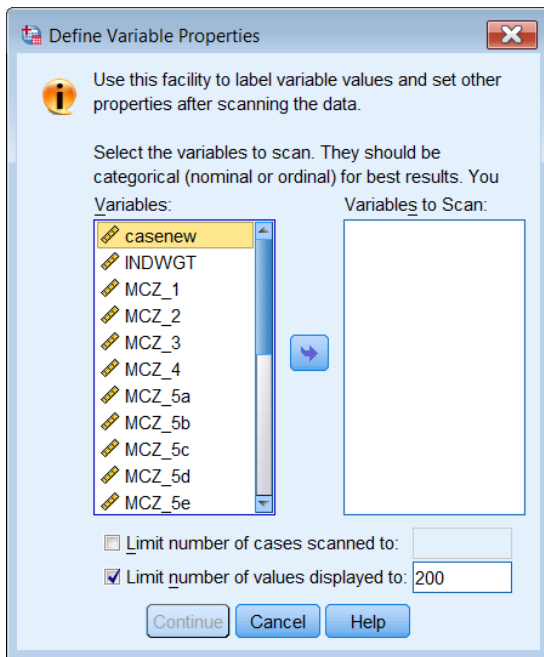 Define Variable Properties
Use this facility to label variable values and set other
properties after scanning the data.
Select the variables to scan. They should be
categorical (nominal or ordinal) for best results. You
Variables:
Variables to Scan:
casenew
INDWGT
MCZ_1
MCZ_2
MCZ_3
MCZ_4
MCZ_5a
MCZ_5b
MCZ_5c
MCZ_5d
MCZ_5e
Limit number of cases scanned to:
Limit number of values displayed to: 200
Continue Cancel Help